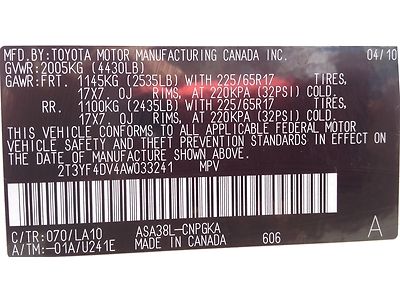 MFD.BY:TOYOTA MOTOR MANUFACTURING CANADA INC. 04/10
GVWR:2005KG (4430LB)
GAWR:FRT. 1145KG (2535LB) WITH 225/65R17 TIRES,
17X7.0J RIMS, AT 220KPA (32PSI) COLD.
RR. 1100KG (2435LB) WITH 225/65R17 TIRES,
17X7.0J RIMS, AT 220KPA (32PSI) COLD.
THIS VEHICLE CONFORMS TO ALL APPLICABLE FEDERAL MOTOR
VEHICLE SAFETY AND THEFT PREVENTION STANDARDS IN EFFECT ON
THE DATE OF MANUFACTURE SHOWN ABOVE.
2T3YF4DV4AW033241 MPV
C/TR:070/LA10 ASA38L-CNPGKA A
A/TM:-01A/U241E MADE IN CANADA 606